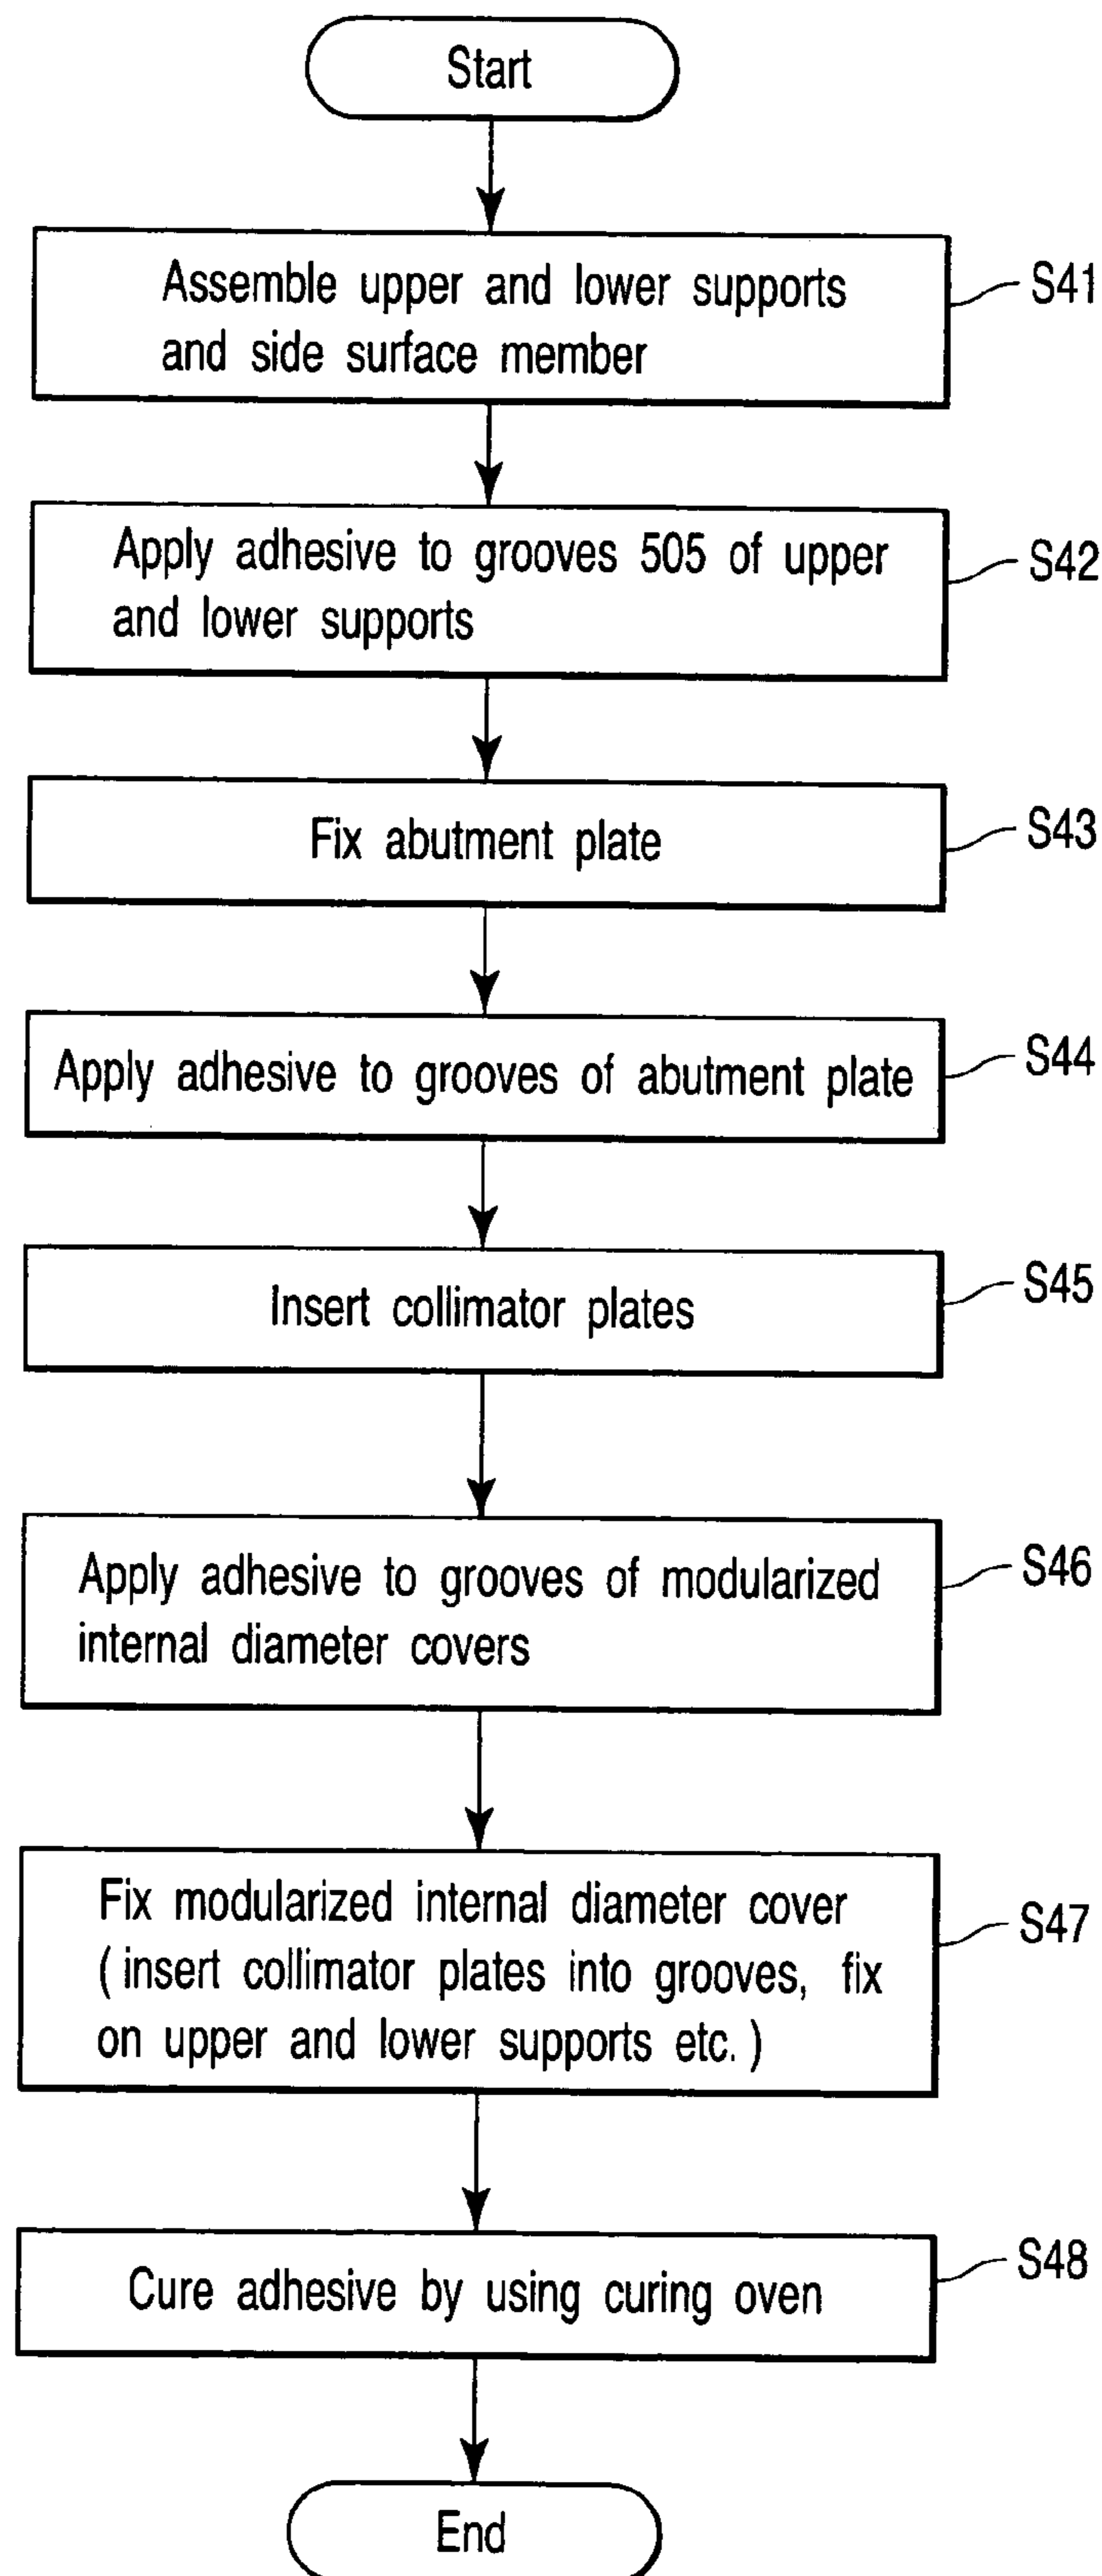 Start
Assemble upper and lower supports
and side surface member
S41
Apply adhesive to grooves 505 of upper
and lower supports
S42
Fix abutment plate
S43
Apply adhesive to grooves of abutment plate
S44
Insert collimator plates
S45
Apply adhesive to grooves of modularized
internal diameter covers
S46
Fix modularized internal diameter cover
( insert collimator plates into grooves, fix
on upper and lower supports etc. )
S47
Cure adhesive by using curing oven
S48
End